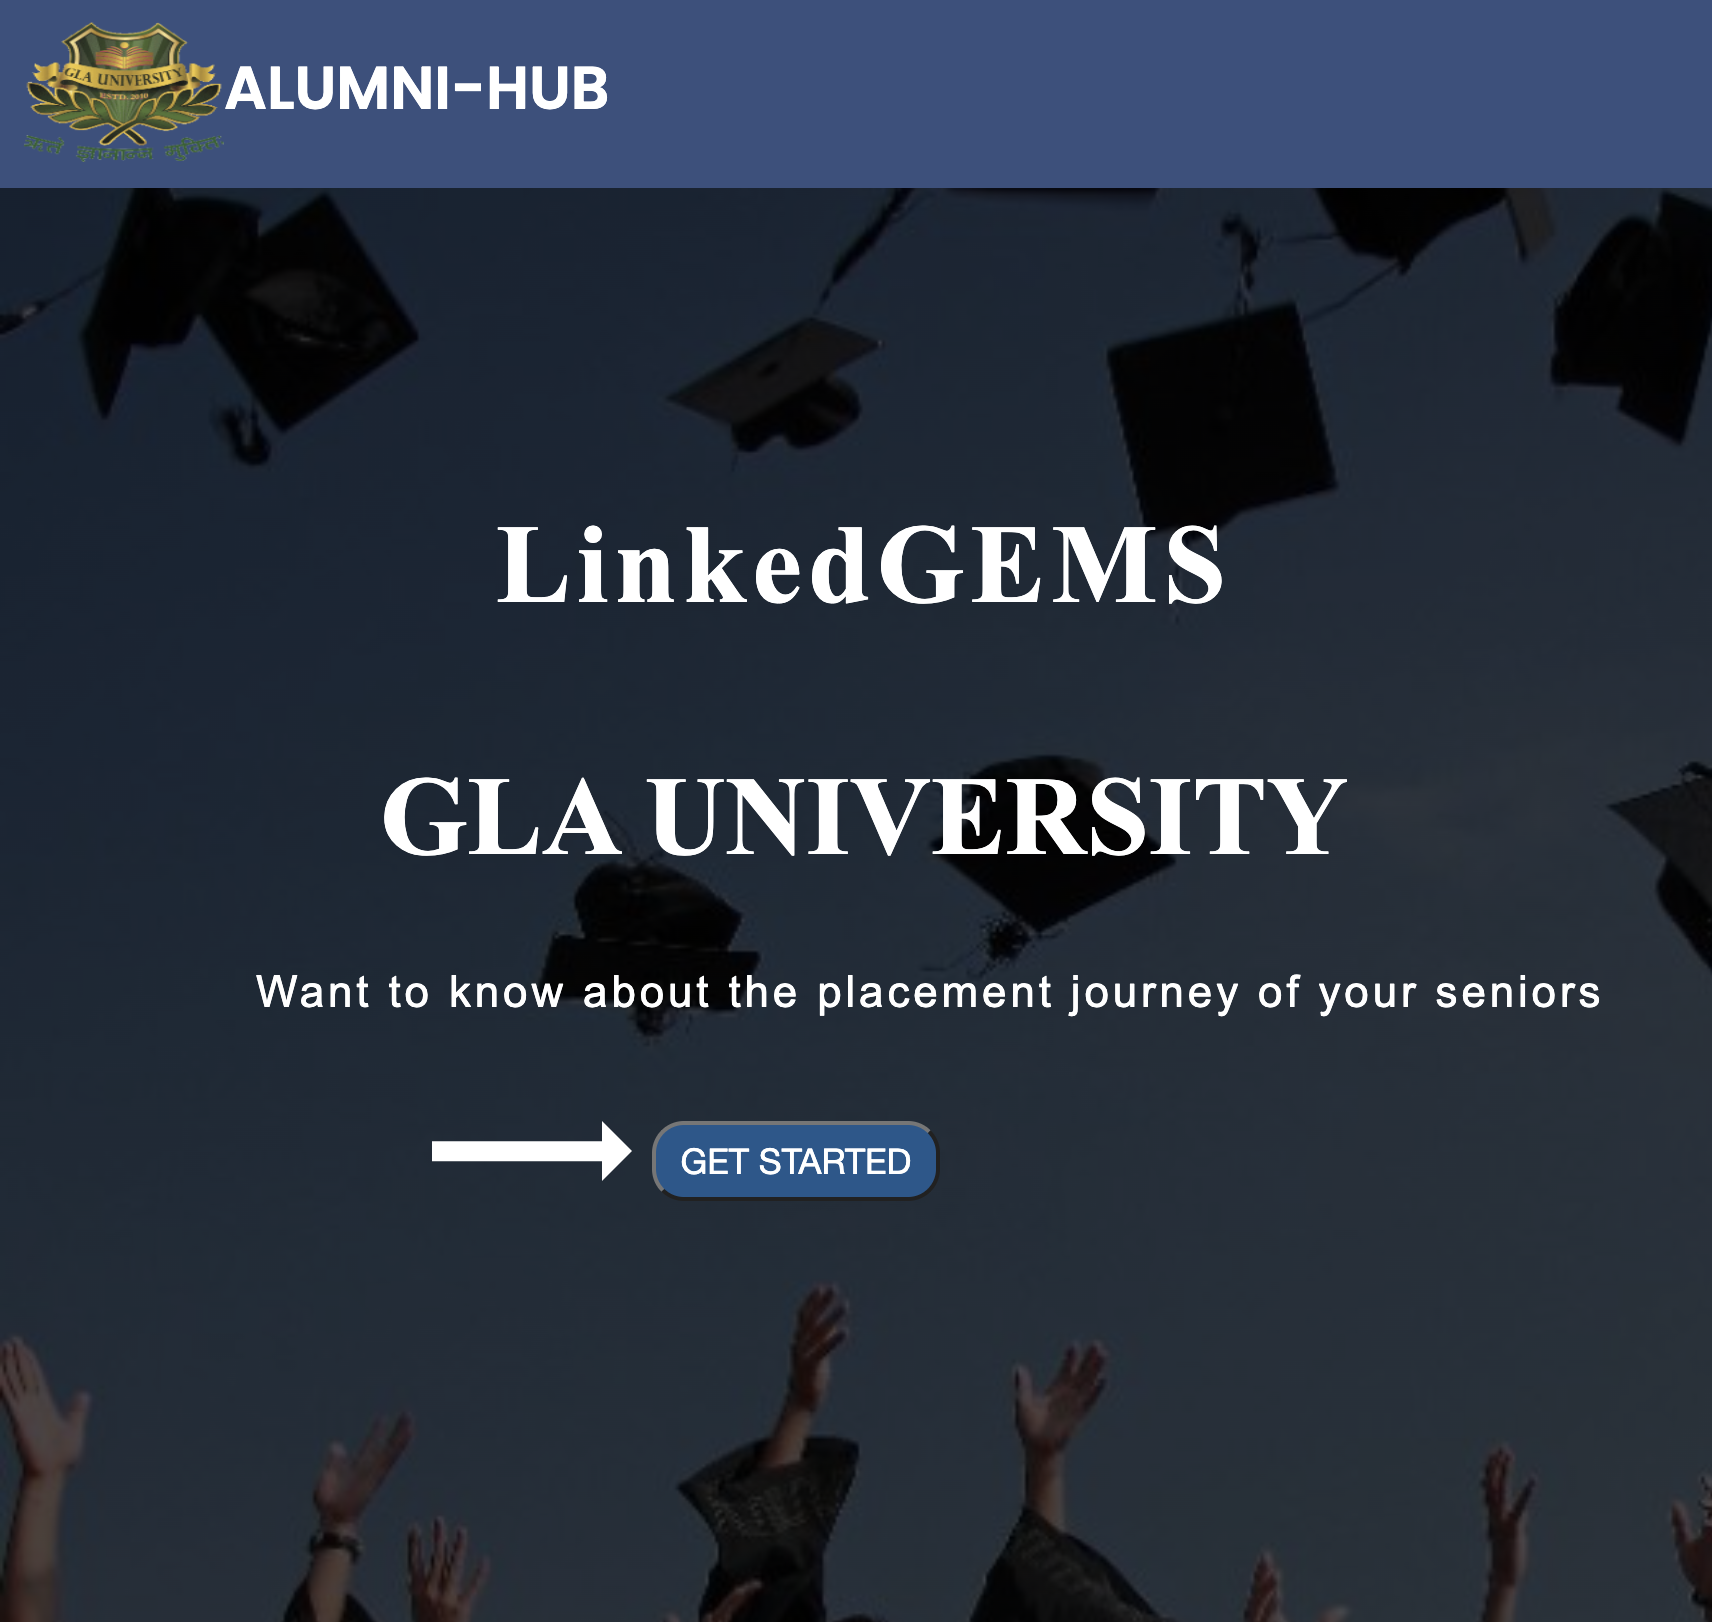 GLA UNIVERSITY
ESTD. 2010
ALUMNI-HUB
LinkedGEMS
GLA UNIVERSITY
Want to know about the placement journey of your seniors
GET STARTED